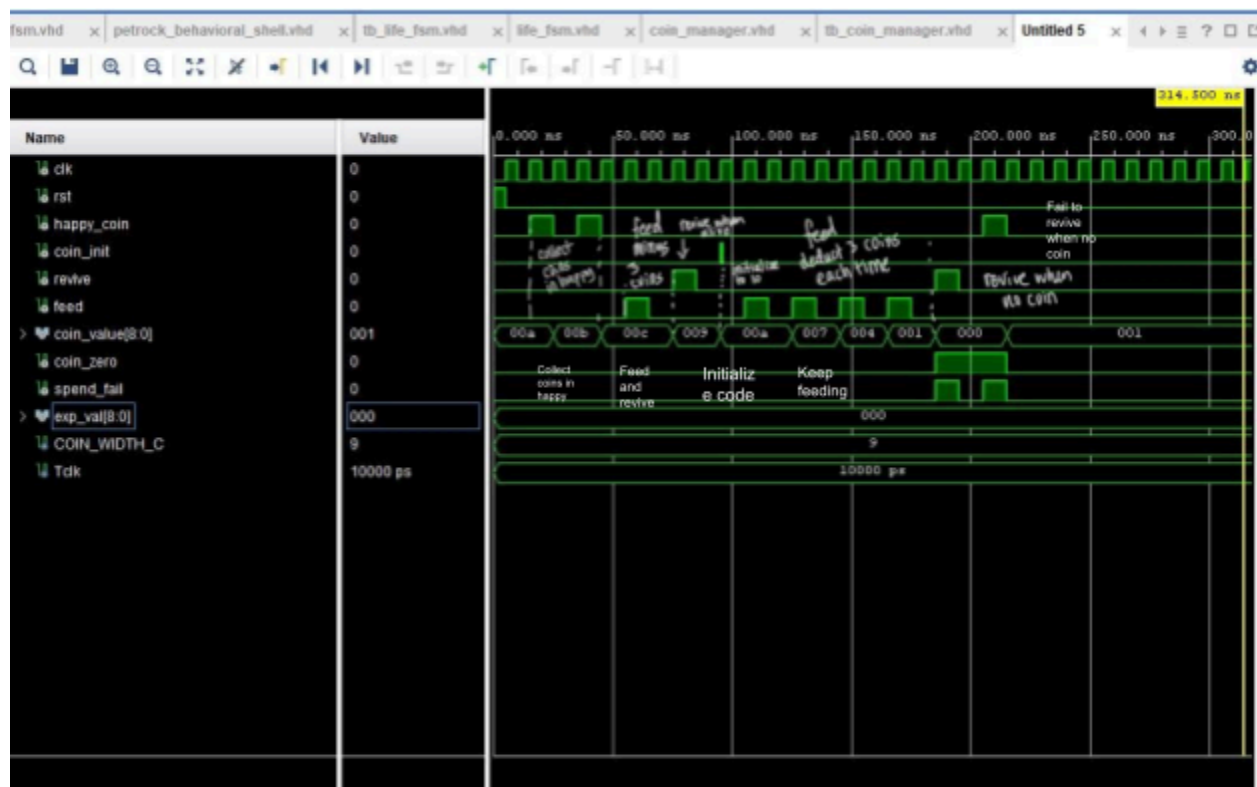 fsm.vhd × petrock_behavioral_shell.vhd × tb_life_fsm.vhd × life_fsm.vhd × coin_manager.vhd × tb_coin_manager.vhd × Untitled 5 ×
314.500 ns
Name Value 0.000 ns 50.000 ns 100.000 ns 150.000 ns 200.000 ns 250.000 ns 300.0
clk 0
rst 0
happy_coin 0
coin_init 0
revive 0
feed 0
coin_value[8:0] 001 00a 00b 00c 009 00a 007 004 001 000 001
coin_zero 0
spend_fail 0
exp_val[8:0] 000 000
COIN_WIDTH_C 9 9
Tclk 10000 ps 10000 ps
collect
coins
in happy
feed
minus
3
coins
revive when
initialize
to 10
feed
deduct 3 coins
each time
revive when
no coin
Fail to
revive
when no
coin
Collect
coins in
happy
Feed
and
revive
Initializ
e code
Keep
feeding